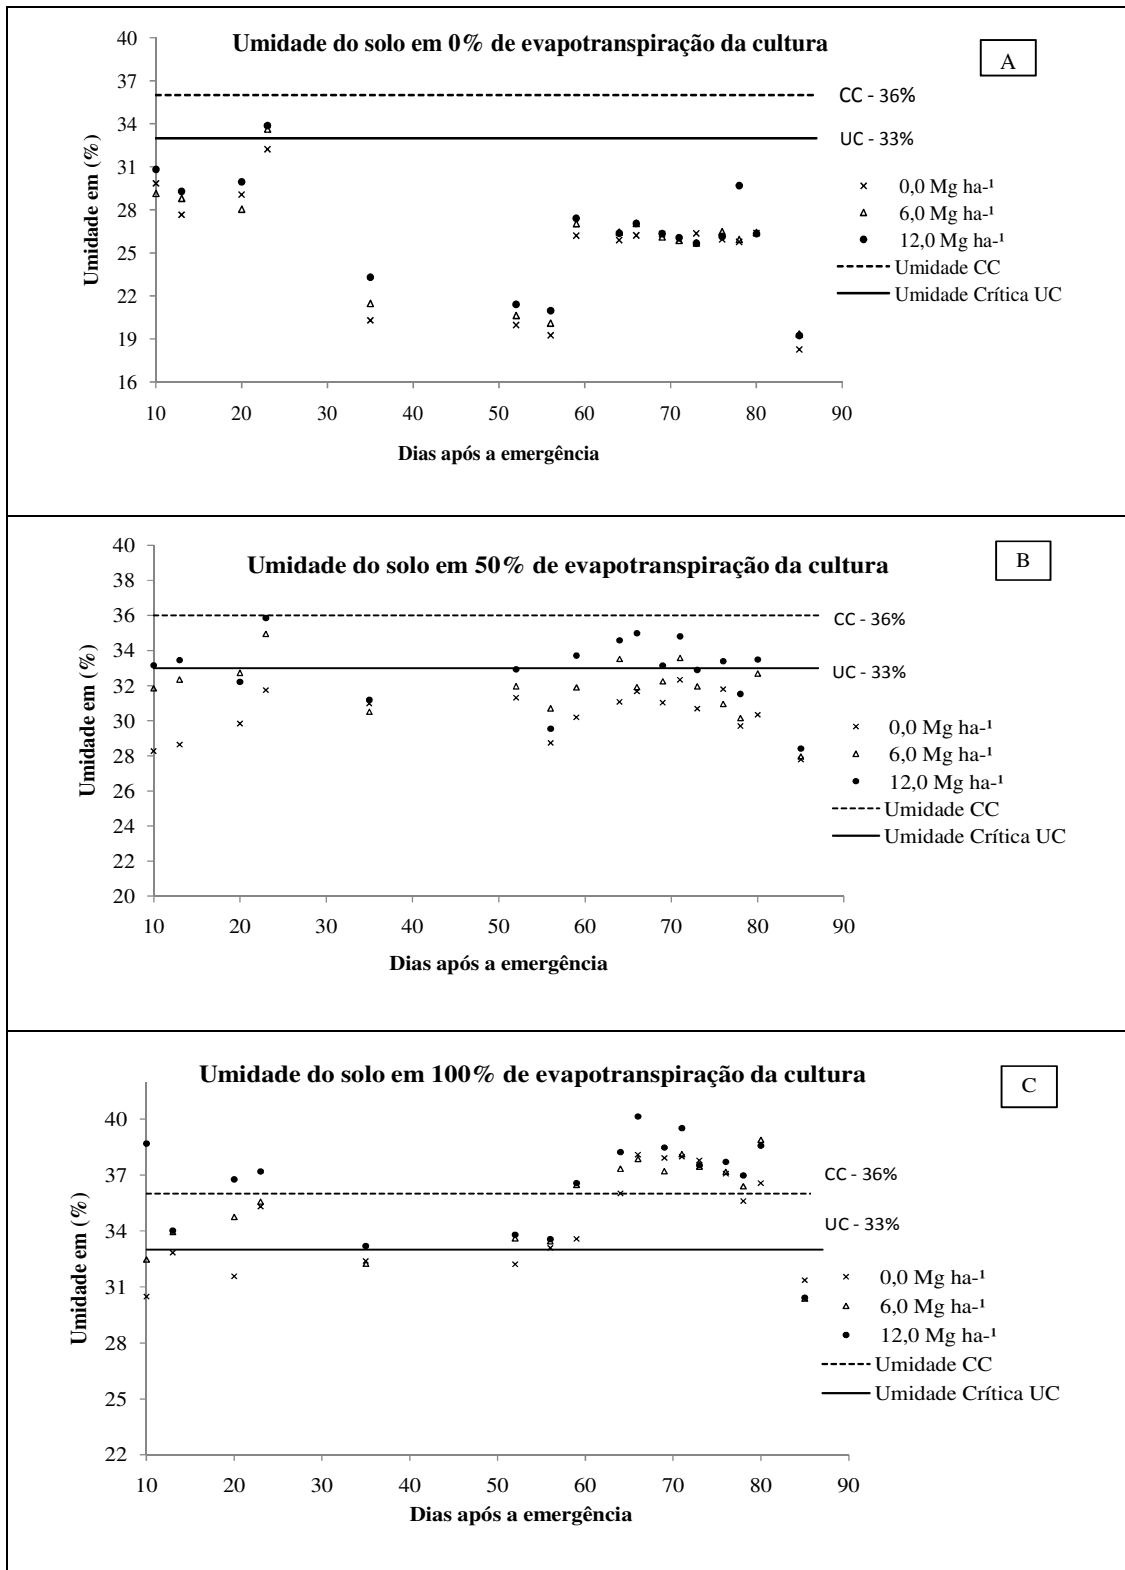 Umidade do solo em 0% de evapotranspiração da cultura
A
40
37
34
31
28
25
22
19
16
Umidade em (%)
CC - 36%
UC - 33%
0,0 Mg ha-¹
6,0 Mg ha-¹
12,0 Mg ha-¹
Umidade CC
Umidade Crítica UC
10 20 30 40 50 60 70 80 90
Dias após a emergência
Umidade do solo em 50% de evapotranspiração da cultura
B
40
38
36
34
32
30
28
26
24
22
20
Umidade em (%)
CC - 36%
UC - 33%
0,0 Mg ha-¹
6,0 Mg ha-¹
12,0 Mg ha-¹
Umidade CC
Umidade Crítica UC
10 20 30 40 50 60 70 80 90
Dias após a emergência
Umidade do solo em 100% de evapotranspiração da cultura
C
40
37
34
31
28
25
22
Umidade em (%)
CC - 36%
UC - 33%
0,0 Mg ha-¹
6,0 Mg ha-¹
12,0 Mg ha-¹
Umidade CC
Umidade Crítica UC
10 20 30 40 50 60 70 80 90
Dias após a emergência